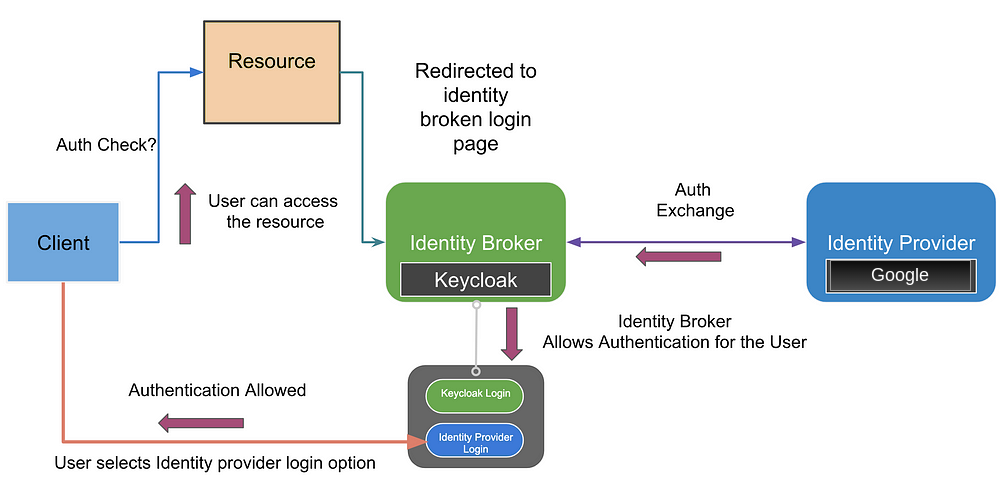 Resource
Redirected to
identity
broken login
page
Auth Check?
User can access
the resource
Auth
Exchange
Client
Identity Broker
Keycloak
Identity Provider
Google
Identity Broker
Allows Authentication for the User
Authentication Allowed
Keycloak Login
Identity Provider
Login
User selects Identity provider login option